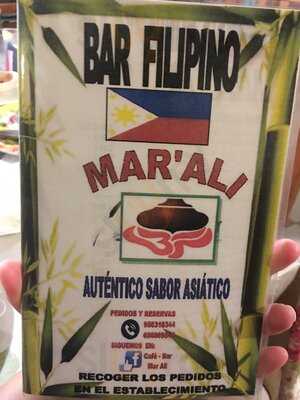 BAR FILIPINO
MAR'ALI
AUTÉNTICO SABOR ASIÁTICO
PEDIDOS Y RESERVAS
SIGUENOS EN:
Café - Bar
Mar Ali
RECOGER LOS PEDIDOS
EN EL ESTABLECIMIENTO